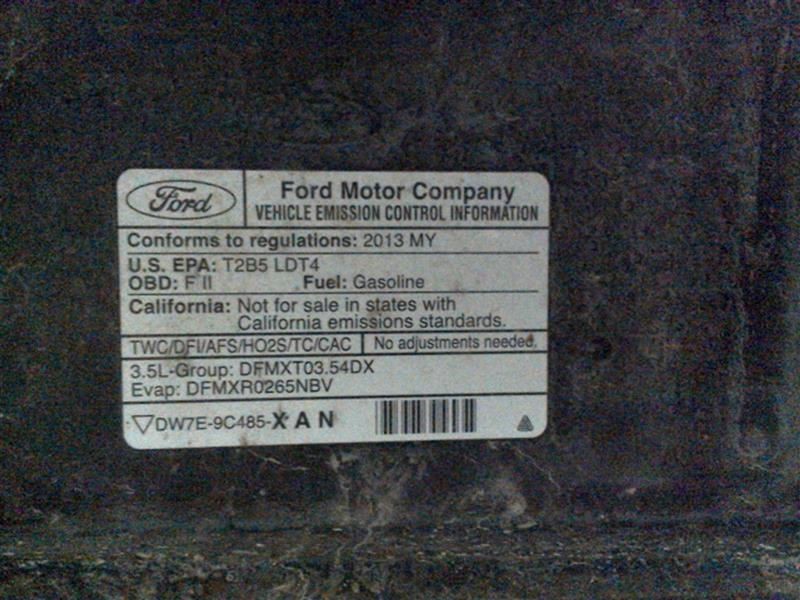 Ford
Ford Motor Company
VEHICLE EMISSION CONTROL INFORMATION
Conforms to regulations: 2013 MY
U.S. EPA: T2B5 LDT4
OBD: F II Fuel: Gasoline
California: Not for sale in states with
California emissions standards.
TWC/DFI/AFS/HO2S/TC/CAC No adjustments needed.
3.5L-Group: DFMXT03.54DX
Evap: DFMXR0265NBV
DW7E-9C485-XAN